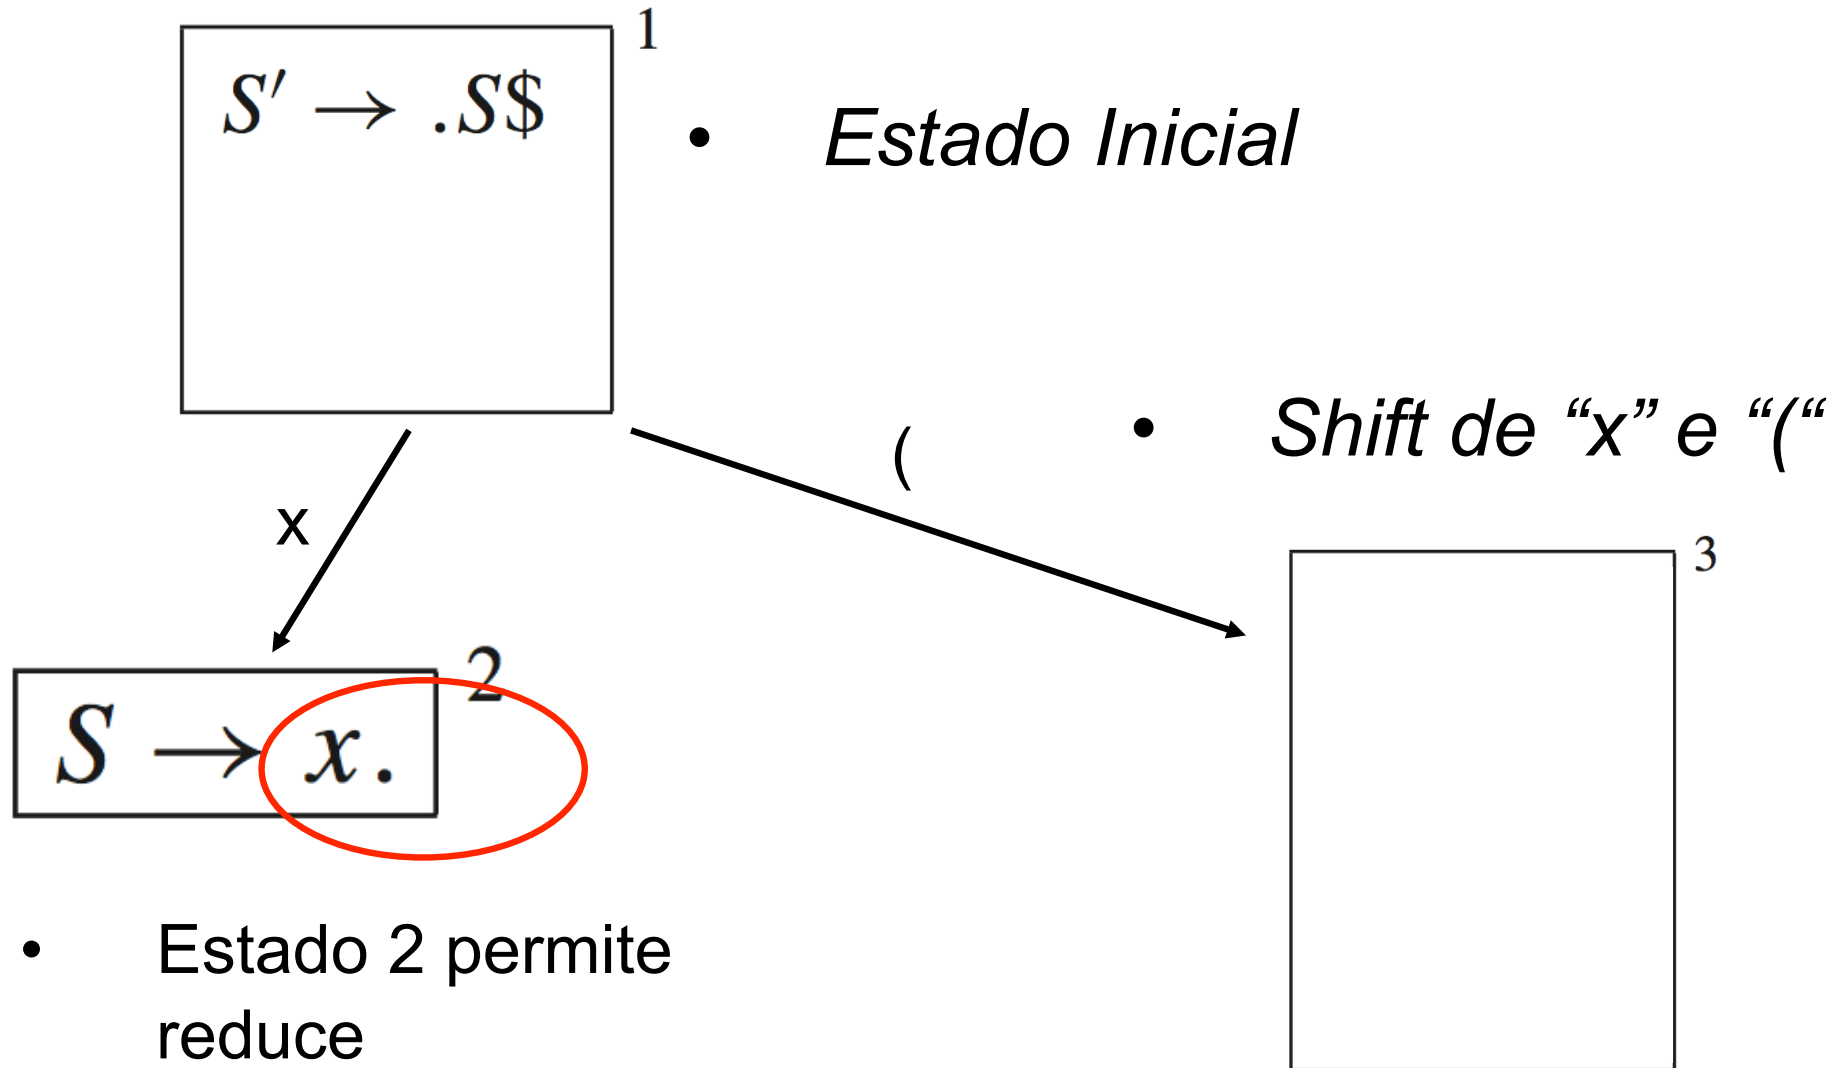 1
S′ → .S$
• Estado Inicial
• Shift de “x” e “(“
(
x
3
2
S → x.
• Estado 2 permite
reduce